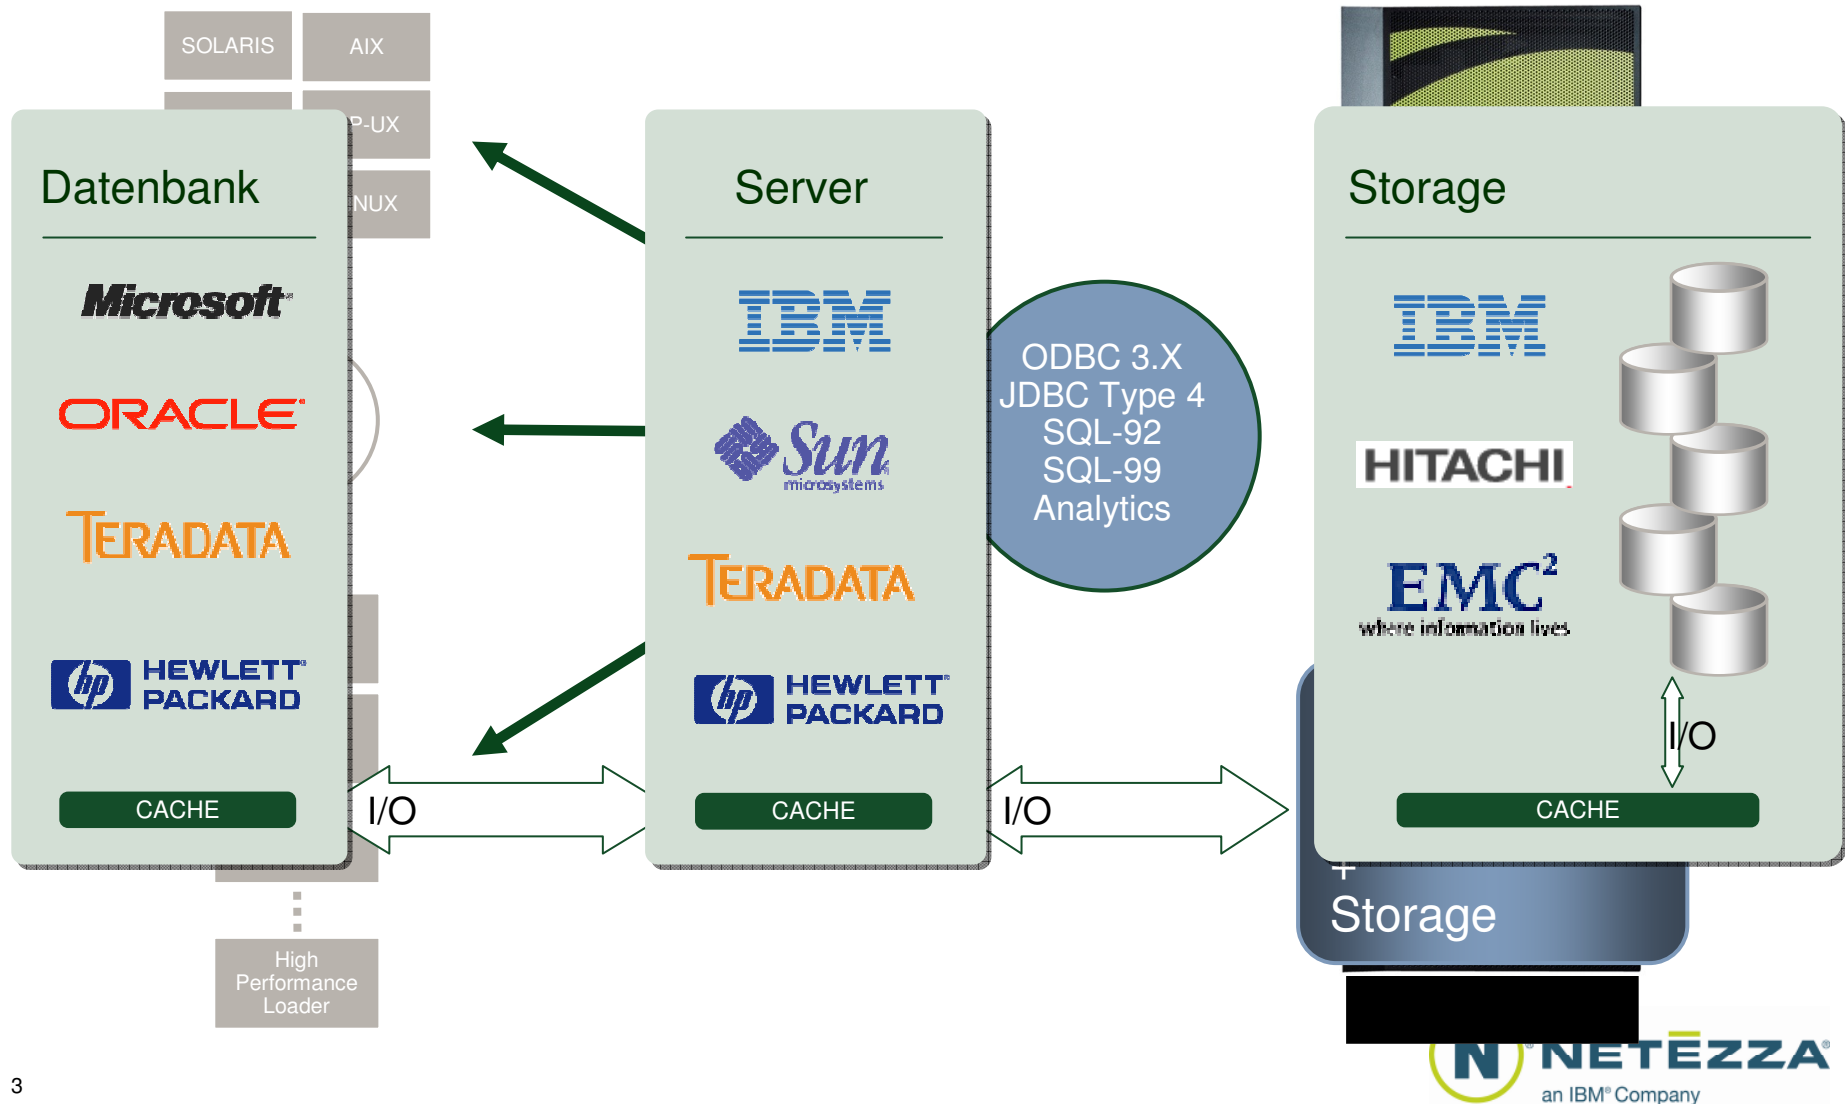 SOLARIS
AIX
P-UX
NUX
Datenbank
Microsoft
ORACLE
TERADATA
hp HEWLETT
PACKARD
CACHE
I/O
High
Performance
Loader
Server
IBM
Sun
microsystems
TERADATA
hp HEWLETT
PACKARD
CACHE
I/O
ODBC 3.X
JDBC Type 4
SQL-92
SQL-99
Analytics
Storage
IBM
HITACHI
EMC²
where information lives
I/O
CACHE
+
Storage
N NETEZZA
an IBM® Company
3